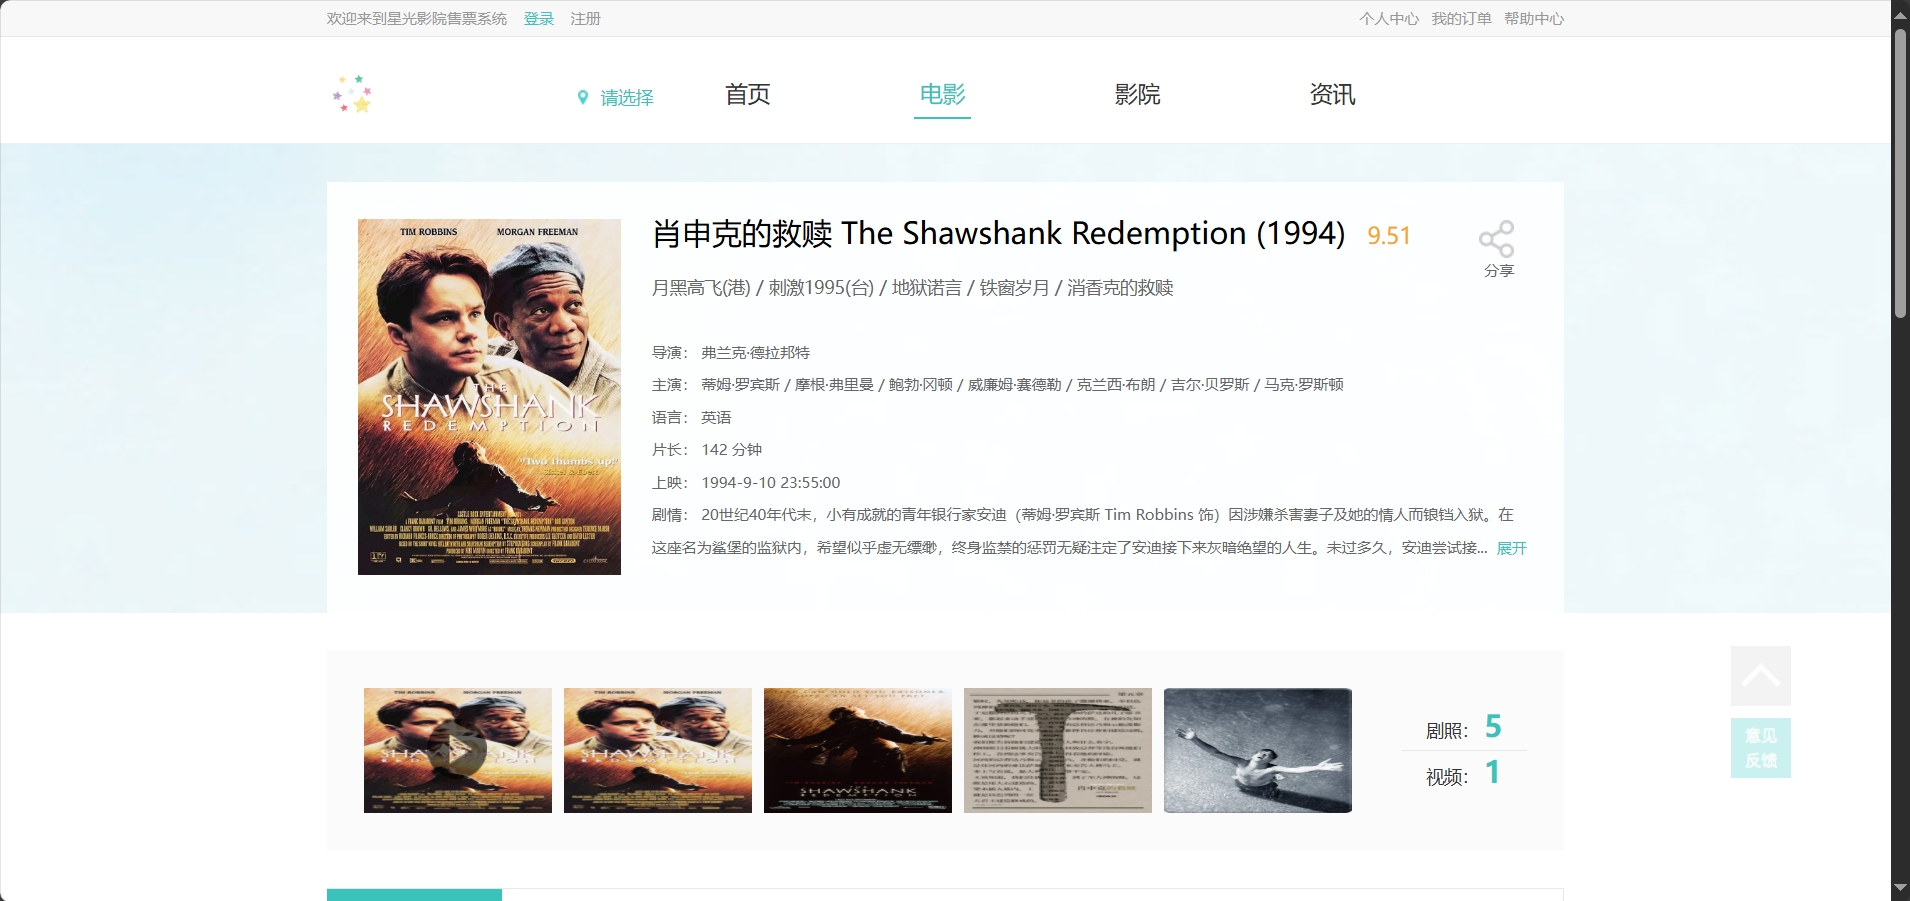 欢迎来到星光影院售票系统 登录 注册 个人中心 我的订单 帮助中心
请选择 首页 电影 影院 资讯
肖申克的救赎 The Shawshank Redemption (1994) 9.51
分享
月黑高飞(港) / 刺激1995(台) / 地狱诺言 / 铁窗岁月 / 消香克的救赎
导演： 弗兰克·德拉邦特
主演： 蒂姆·罗宾斯 / 摩根·弗里曼 / 鲍勃·冈顿 / 威廉姆·赛德勒 / 克兰西·布朗 / 吉尔·贝罗斯 / 马克·罗斯顿
语言： 英语
片长： 142 分钟
上映： 1994-9-10 23:55:00
剧情： 20世纪40年代末，小有成就的青年银行家安迪（蒂姆·罗宾斯 Tim Robbins 饰）因涉嫌杀害妻子及她的情人而锒铛入狱。在
这座名为鲨堡的监狱内，希望似乎虚无缥缈，终身监禁的惩罚无疑注定了安迪接下来灰暗绝望的人生。未过多久，安迪尝试接... 展开
TIM ROBBINS MORGAN FREEMAN
THE
SHAWSHANK
REDEMPTION
"Two thumbs up!"
剧照： 5
视频： 1
SHAWSHANK
REDEMPTION
SHAWSHANK
REDEMPTION
SHAWSHANK
REDEMPTION
肖申克的救赎
意见
反馈